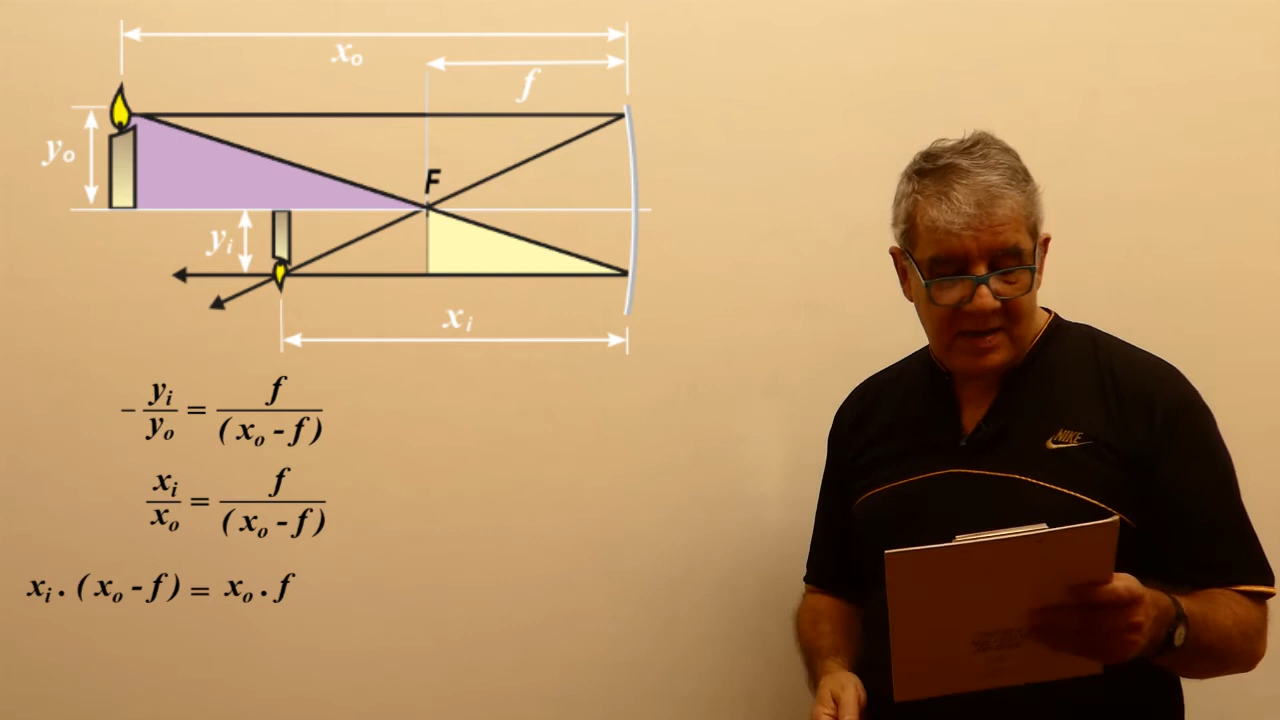 xₒ
f
yₒ
F
yᵢ
xᵢ
- yᵢ/yₒ = f/(xₒ - f)
xᵢ/xₒ = f/(xₒ - f)
xᵢ . (xₒ - f) = xₒ . f
NIKE